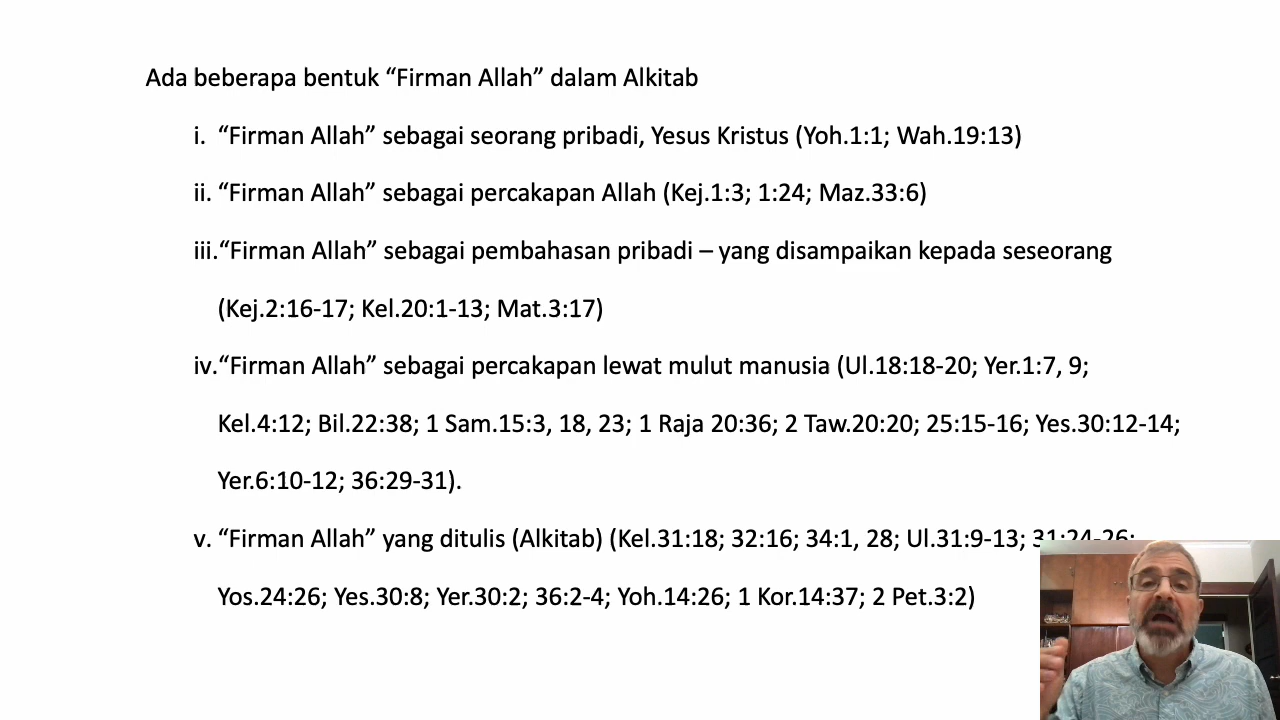 Ada beberapa bentuk “Firman Allah” dalam Alkitab
i. “Firman Allah” sebagai seorang pribadi, Yesus Kristus (Yoh.1:1; Wah.19:13)
ii. “Firman Allah” sebagai percakapan Allah (Kej.1:3; 1:24; Maz.33:6)
iii.“Firman Allah” sebagai pembahasan pribadi – yang disampaikan kepada seseorang
(Kej.2:16-17; Kel.20:1-13; Mat.3:17)
iv.“Firman Allah” sebagai percakapan lewat mulut manusia (Ul.18:18-20; Yer.1:7, 9;
Kel.4:12; Bil.22:38; 1 Sam.15:3, 18, 23; 1 Raja 20:36; 2 Taw.20:20; 25:15-16; Yes.30:12-14;
Yer.6:10-12; 36:29-31).
v. “Firman Allah” yang ditulis (Alkitab) (Kel.31:18; 32:16; 34:1, 28; Ul.31:9-13; 31:24-26;
Yos.24:26; Yes.30:8; Yer.30:2; 36:2-4; Yoh.14:26; 1 Kor.14:37; 2 Pet.3:2)